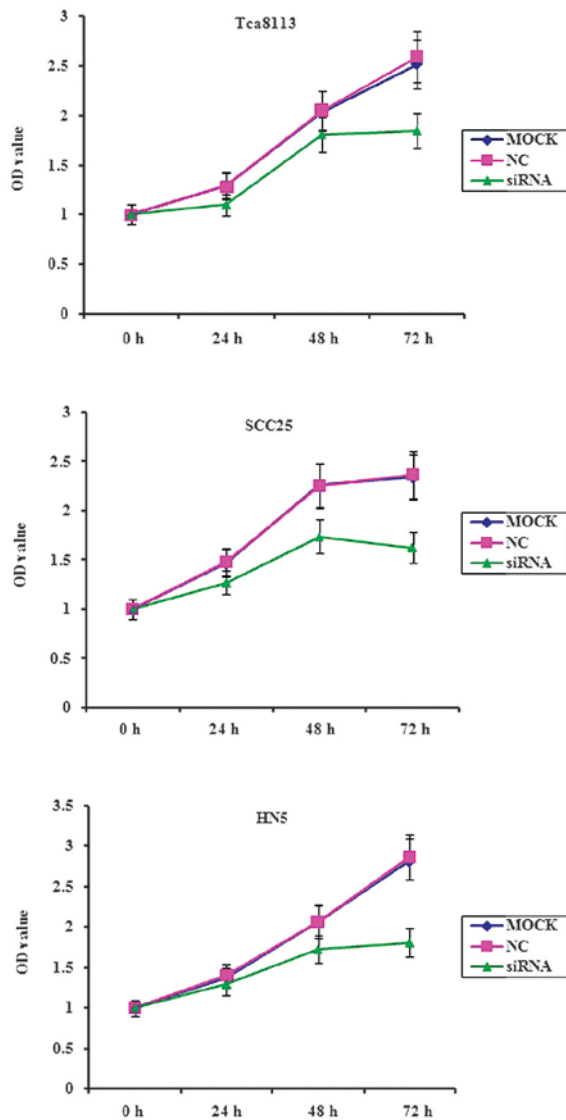 Tca8113
3
2.5
2
1.5
1
0.5
0
OD value
0 h 24 h 48 h 72 h
MOCK
NC
siRNA
SCC25
3
2.5
2
1.5
1
0.5
0
OD value
0 h 24 h 48 h 72 h
MOCK
NC
siRNA
HN5
3.5
3
2.5
2
1.5
1
0.5
0
OD value
0 h 24 h 48 h 72 h
MOCK
NC
siRNA